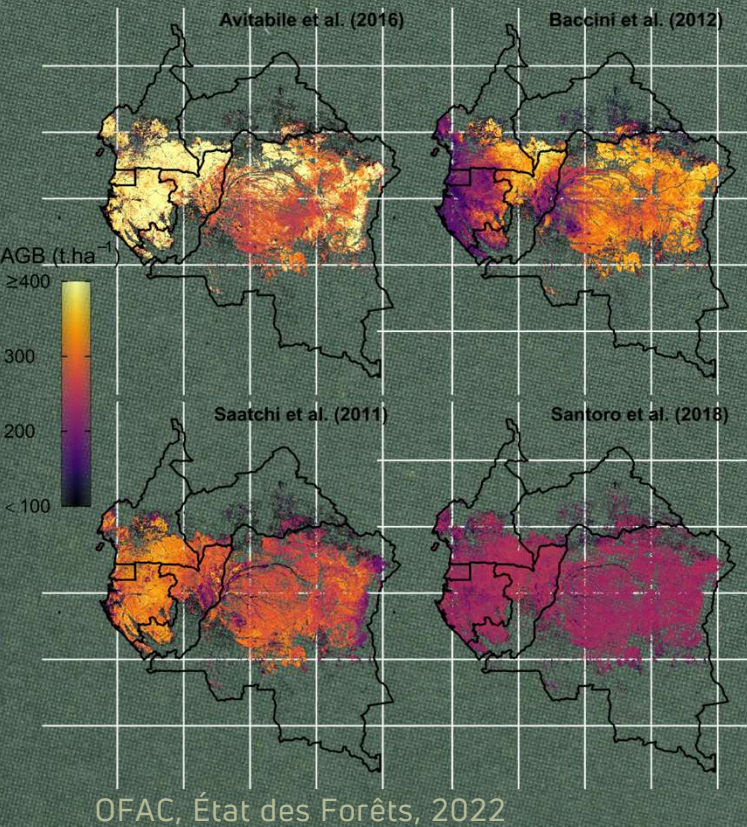 Avitabile et al. (2016)
Baccini et al. (2012)
AGB (t.ha⁻¹)
≥400
300
200
<100
Saatchi et al. (2011)
Santoro et al. (2018)
OFAC, État des Forêts, 2022